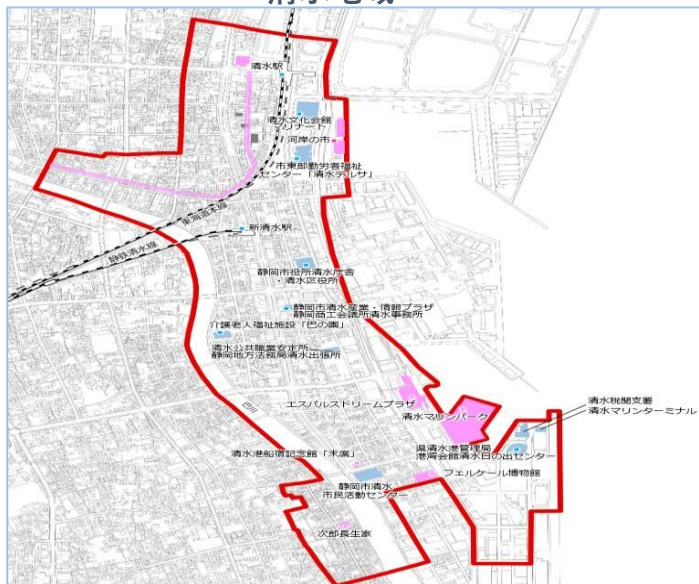 清水地域
清水駅
清水文化会館
マリナート
河岸の市
市東部勤労者福祉
センター「清水テルサ」
東海道本線
新清水駅
静鉄清水線
静岡市役所清水庁舎
・清水区役所
静岡市清水産業・情報プラザ
静岡商工会議所清水事務所
介護老人福祉施設「巴の園」
清水公共職業安定所
静岡地方法務局清水出張所
エスパルスドリームプラザ
清水マリンパーク
清水税関支署
清水マリンターミナル
巴川
県清水港管理局
港湾会館清水日の出センター
清水港船宿記念館「末廣」
フェルケール博物館
静岡市清水
市民活動センター
次郎長生家